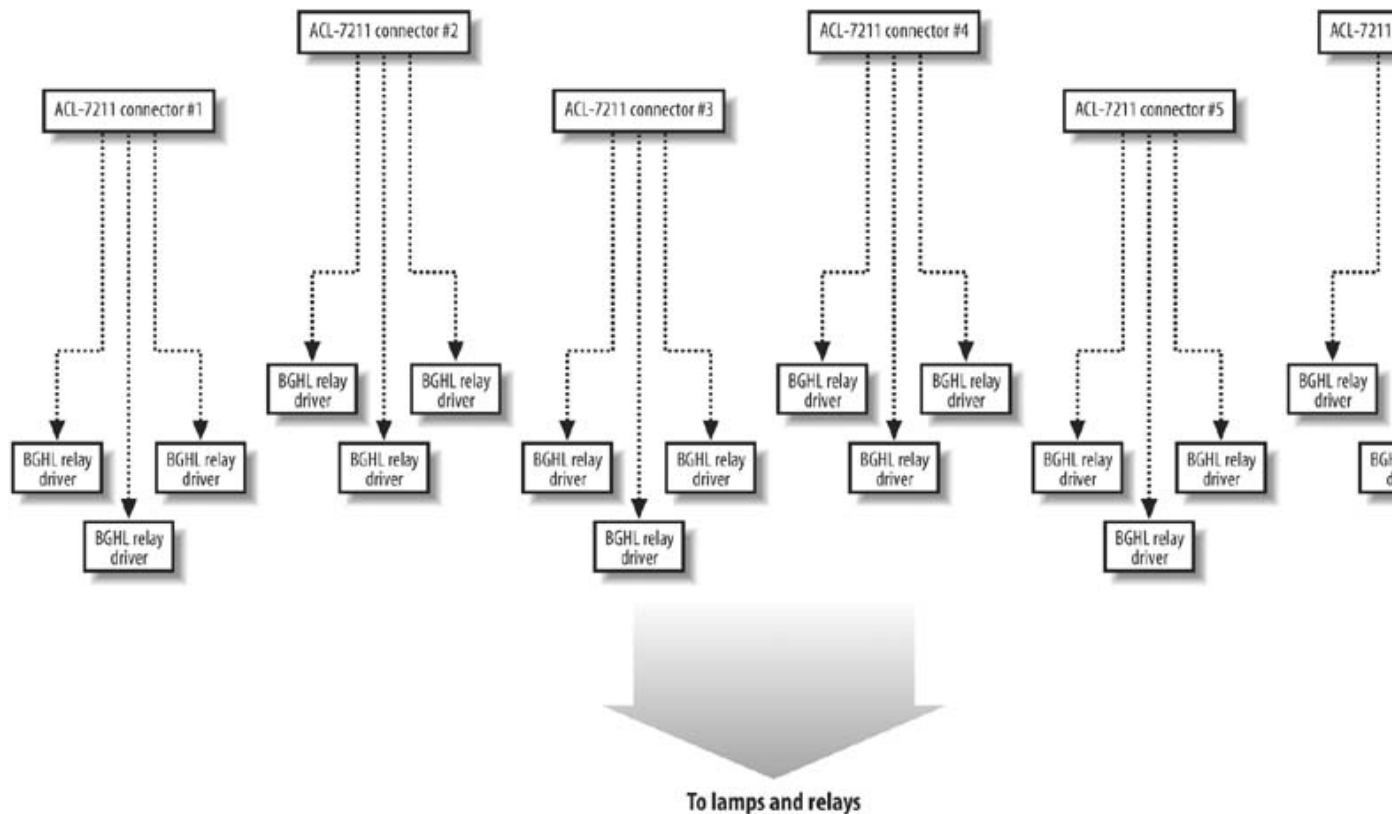 ACL-7211 connector #2
ACL-7211 connector #4
ACL-7211
ACL-7211 connector #1
ACL-7211 connector #3
ACL-7211 connector #5
BGHL relay
driver
BGHL relay
driver
BGHL relay
driver
BGHL relay
driver
BGHL relay
driver
BGHL relay
driver
BGHL relay
driver
BGHL relay
driver
BGHL relay
driver
BGHL relay
driver
BGHL relay
driver
BGHL relay
driver
BGHL relay
driver
BGHL relay
driver
BGHL relay
driver
BGHL relay
driver
To lamps and relays